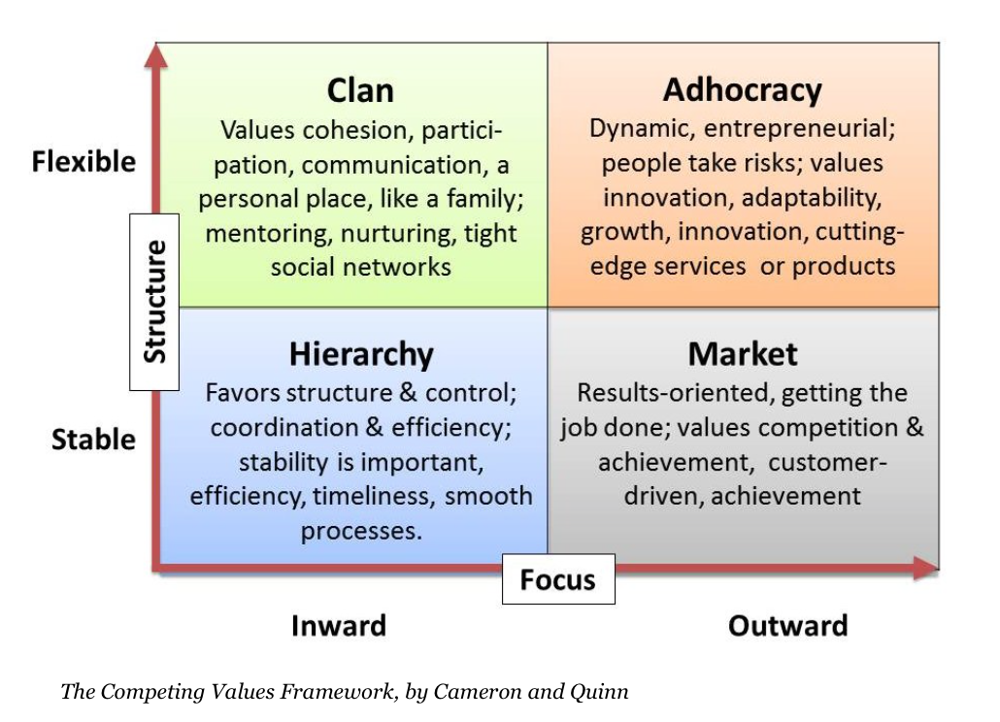 Clan
Values cohesion, partici-
pation, communication, a
personal place, like a family;
mentoring, nurturing, tight
social networks
Adhocracy
Dynamic, entrepreneurial;
people take risks; values
innovation, adaptability,
growth, innovation, cutting-
edge services or products
Flexible
Structure
Stable
Hierarchy
Favors structure & control;
coordination & efficiency;
stability is important,
efficiency, timeliness, smooth
processes.
Market
Results-oriented, getting the
job done; values competition &
achievement, customer-
driven, achievement
Focus
Inward
Outward
The Competing Values Framework, by Cameron and Quinn